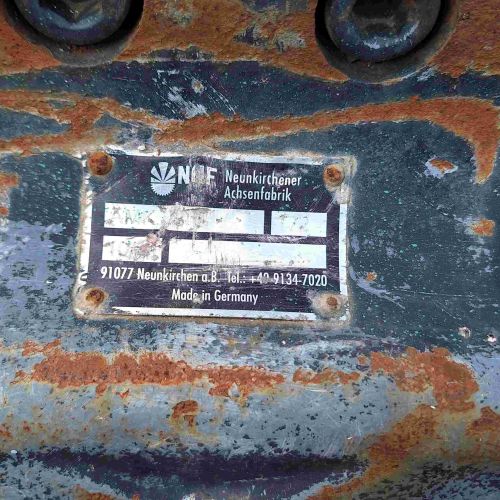 NAF Neunkirchener
Achsenfabrik
91077 Neunkirchen a.B. Tel.: +49-9134-7020
Made in Germany